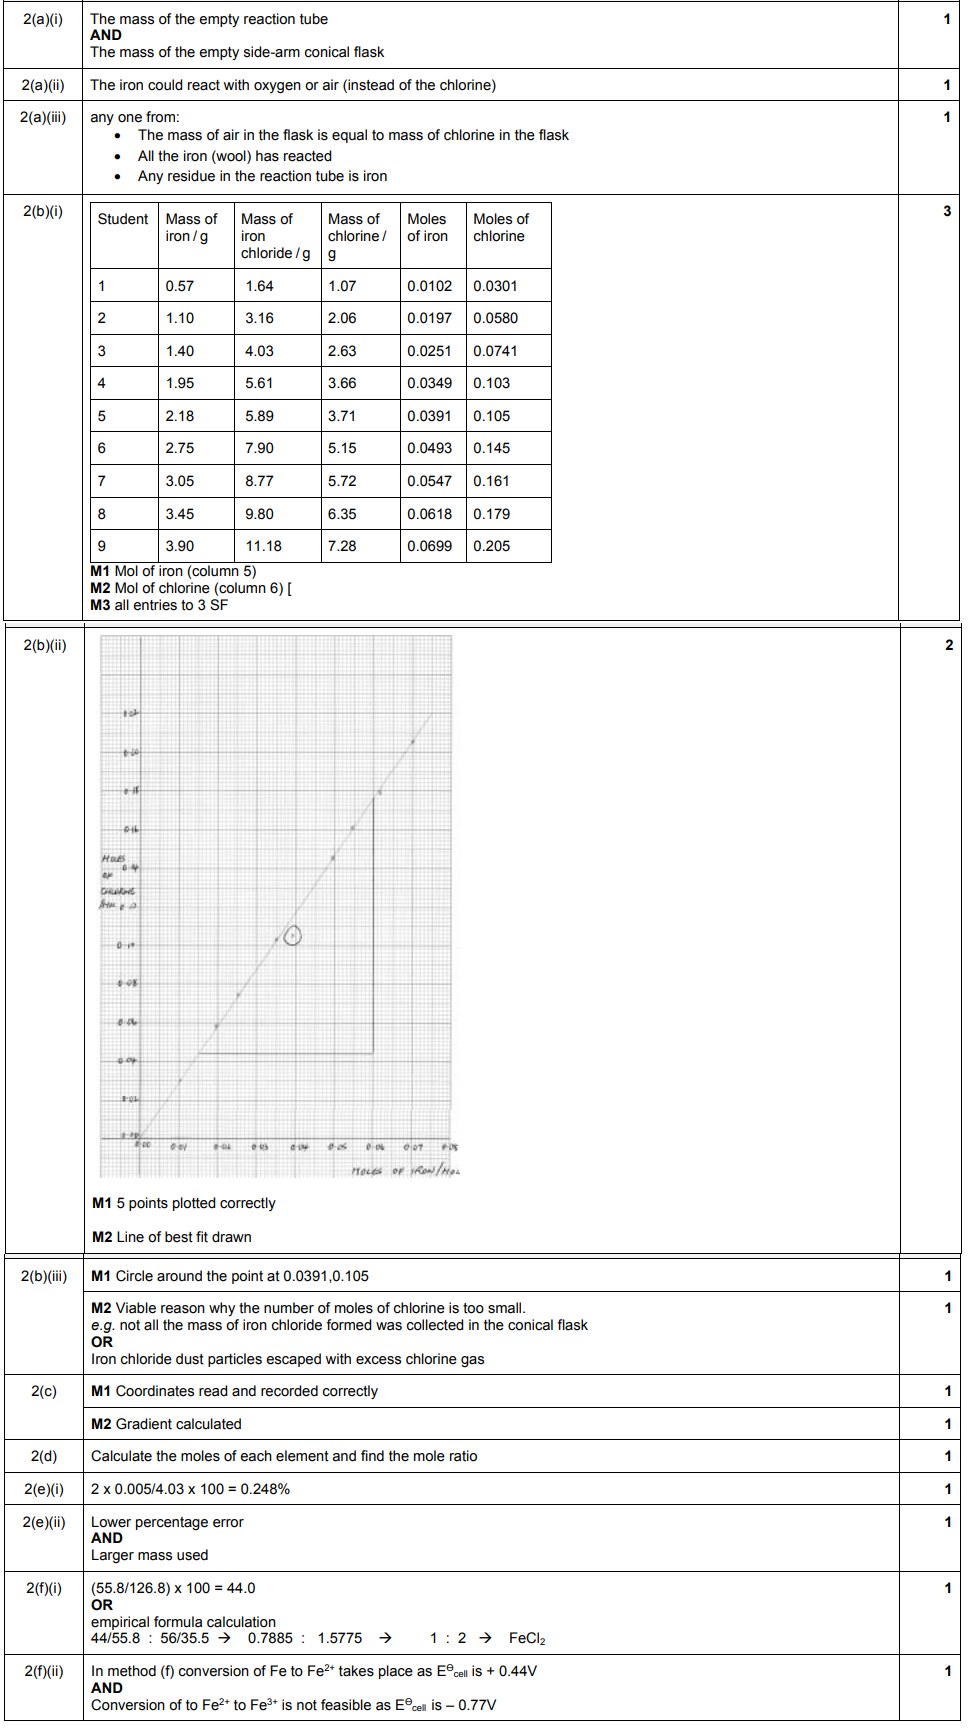 2(a)(i) The mass of the empty reaction tube 1
AND
The mass of the empty side-arm conical flask
2(a)(ii) The iron could react with oxygen or air (instead of the chlorine) 1
2(a)(iii) any one from: 1
• The mass of air in the flask is equal to mass of chlorine in the flask
• All the iron (wool) has reacted
• Any residue in the reaction tube is iron
2(b)(i) 3
Student Mass of iron / g Mass of iron chloride / g Mass of chlorine / g Moles of iron Moles of chlorine
1 0.57 1.64 1.07 0.0102 0.0301
2 1.10 3.16 2.06 0.0197 0.0580
3 1.40 4.03 2.63 0.0251 0.0741
4 1.95 5.61 3.66 0.0349 0.103
5 2.18 5.89 3.71 0.0391 0.105
6 2.75 7.90 5.15 0.0493 0.145
7 3.05 8.77 5.72 0.0547 0.161
8 3.45 9.80 6.35 0.0618 0.179
9 3.90 11.18 7.28 0.0699 0.205
M1 Mol of iron (column 5)
M2 Mol of chlorine (column 6) [
M3 all entries to 3 SF
2(b)(ii) 2
0.16
MOLES
OF
CHLORINE
0.08
0.06
0.04
0.02
0.00
0.00 0.01 0.02 0.03 0.04 0.05 0.06 0.07 0.08
MOLES OF IRON/MOL
M1 5 points plotted correctly
M2 Line of best fit drawn
2(b)(iii) M1 Circle around the point at 0.0391,0.105 1
M2 Viable reason why the number of moles of chlorine is too small. 1
e.g. not all the mass of iron chloride formed was collected in the conical flask
OR
Iron chloride dust particles escaped with excess chlorine gas
2(c) M1 Coordinates read and recorded correctly 1
M2 Gradient calculated 1
2(d) Calculate the moles of each element and find the mole ratio 1
2(e)(i) 2 x 0.005/4.03 x 100 = 0.248% 1
2(e)(ii) Lower percentage error 1
AND
Larger mass used
2(f)(i) (55.8/126.8) x 100 = 44.0 1
OR
empirical formula calculation
44/55.8 : 56/35.5 → 0.7885 : 1.5775 → 1 : 2 → FeCl₂
2(f)(ii) In method (f) conversion of Fe to Fe²⁺ takes place as E⊖cell is + 0.44V 1
AND
Conversion of to Fe²⁺ to Fe³⁺ is not feasible as E⊖cell is – 0.77V